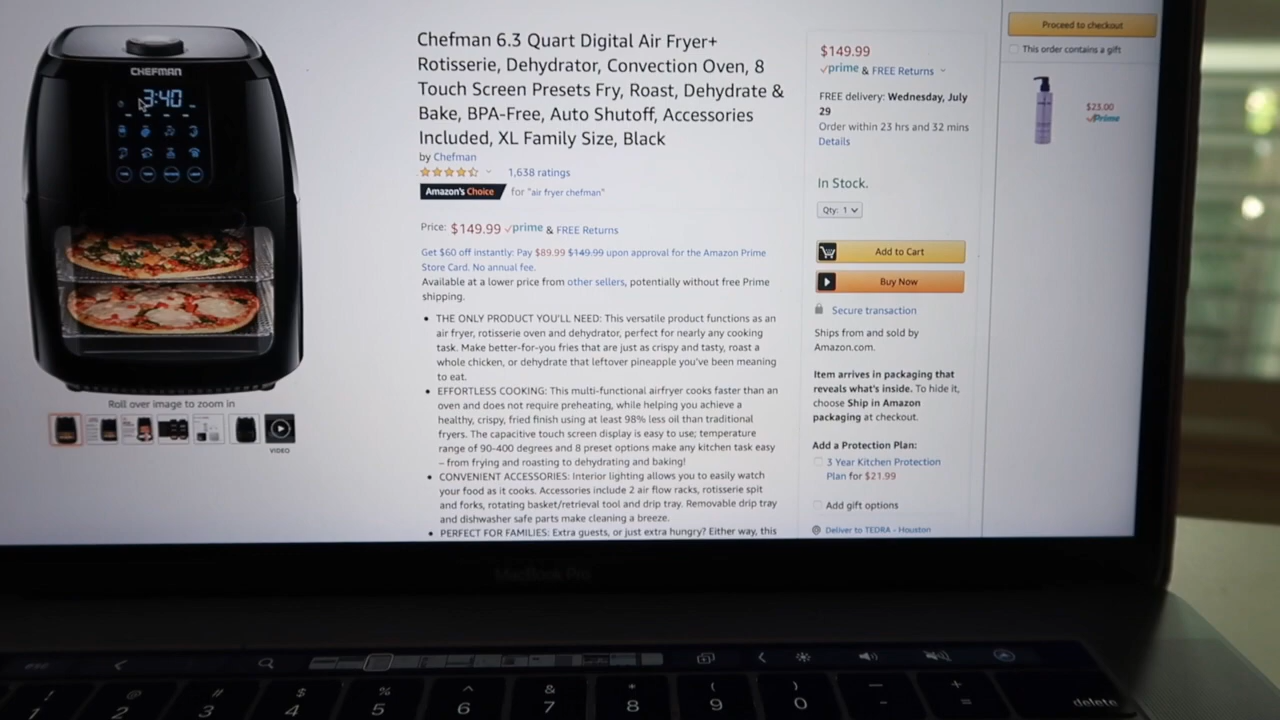 CHEFMAN
3:40
Roll over image to zoom in
VIDEO
Chefman 6.3 Quart Digital Air Fryer+
Rotisserie, Dehydrator, Convection Oven, 8
Touch Screen Presets Fry, Roast, Dehydrate &
Bake, BPA-Free, Auto Shutoff, Accessories
Included, XL Family Size, Black
by Chefman
1,638 ratings
Amazon's Choice for "air fryer chefman"
Price: $149.99 prime & FREE Returns
Get $60 off instantly: Pay $89.99 $149.99 upon approval for the Amazon Prime
Store Card. No annual fee.
Available at a lower price from other sellers, potentially without free Prime
shipping.
• THE ONLY PRODUCT YOU'LL NEED: This versatile product functions as an
air fryer, rotisserie oven and dehydrator, perfect for nearly any cooking
task. Make better-for-you fries that are just as crispy and tasty, roast a
whole chicken, or dehydrate that leftover pineapple you've been meaning
to eat.
• EFFORTLESS COOKING: This multi-functional airfryer cooks faster than an
oven and does not require preheating, while helping you achieve a
healthy, crispy, fried finish using at least 98% less oil than traditional
fryers. The capacitive touch screen display is easy to use; temperature
range of 90-400 degrees and 8 preset options make any kitchen task easy
– from frying and roasting to dehydrating and baking!
• CONVENIENT ACCESSORIES: Interior lighting allows you to easily watch
your food as it cooks. Accessories include 2 air flow racks, rotisserie spit
and forks, rotating basket/retrieval tool and drip tray. Removable drip tray
and dishwasher safe parts make cleaning a breeze.
• PERFECT FOR FAMILIES: Extra guests, or just extra hungry? Either way, this
$149.99
prime & FREE Returns
FREE delivery: Wednesday, July
29
Order within 23 hrs and 32 mins
Details
In Stock.
Qty: 1
Add to Cart
Buy Now
Secure transaction
Ships from and sold by
Amazon.com.
Item arrives in packaging that
reveals what's inside. To hide it,
choose Ship in Amazon
packaging at checkout.
Add a Protection Plan:
3 Year Kitchen Protection
Plan for $21.99
Add gift options
Deliver to TEDRA - Houston
Proceed to checkout
This order contains a gift
$23.00
Prime
MacBook Pro
esc
! @ # $ % ^ & * ( ) — +
1 2 3 4 5 6 7 8 9 0 - = delete